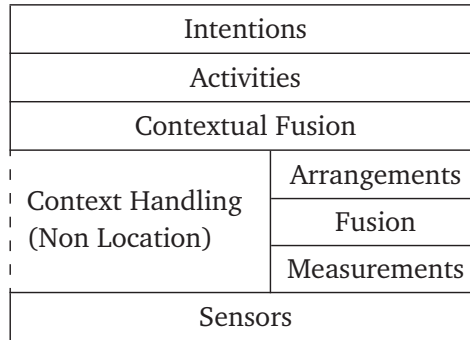 Intentions
Activities
Contextual Fusion
Context Handling
(Non Location)
Arrangements
Fusion
Measurements
Sensors